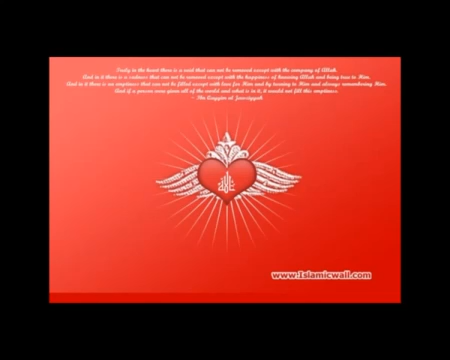 Truly in the heart there is a void that can not be removed except with the company of Allah.
And in it there is a sadness that can not be removed except with the happiness of knowing Allah and being true to Him.
And in it there is an emptiness that can not be filled except with love for Him and by turning to Him and always remembering Him.
And if a person were given all of the world and what is in it, it would not fill this emptiness.
~ Ibn Qayyim al Jawziyyah
الله
www.Islamicwall.com